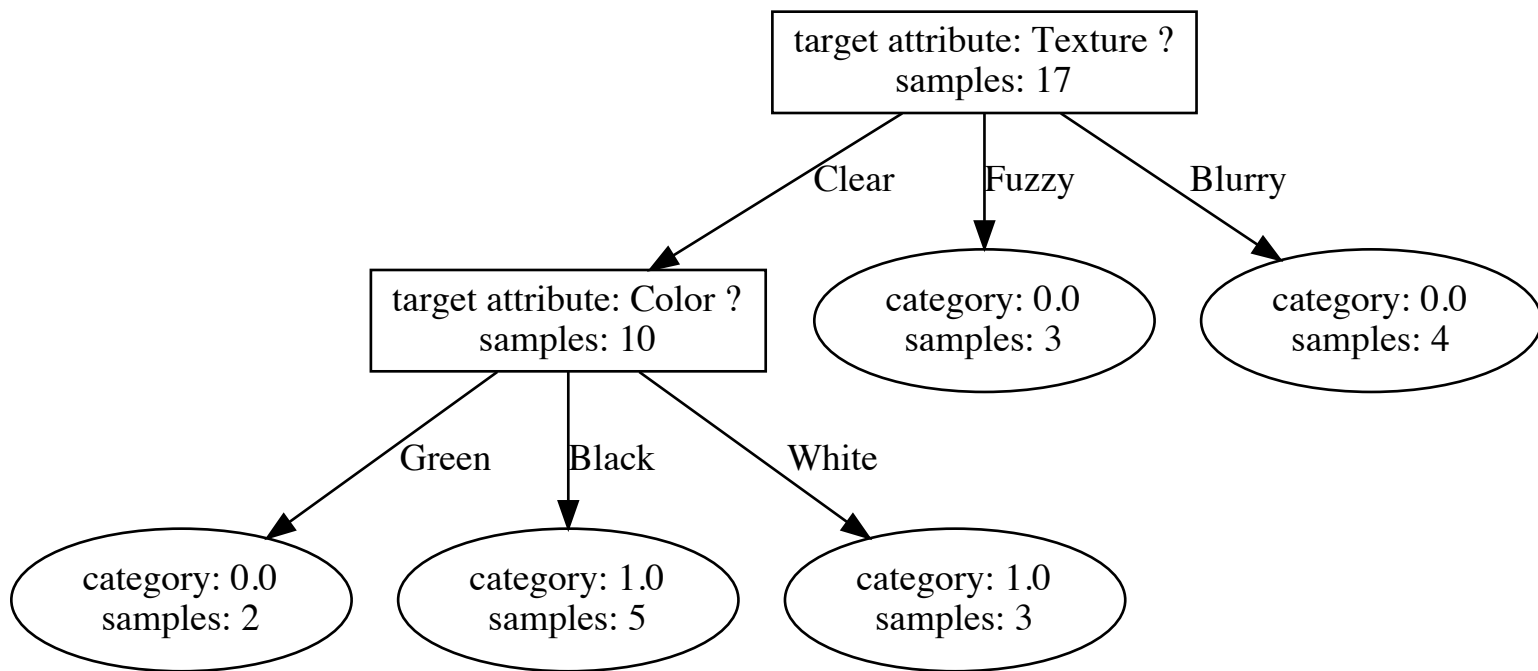 target attribute: Texture ?
samples: 17
Clear
Fuzzy
Blurry
target attribute: Color ?
samples: 10
category: 0.0
samples: 3
category: 0.0
samples: 4
Green
Black
White
category: 0.0
samples: 2
category: 1.0
samples: 5
category: 1.0
samples: 3